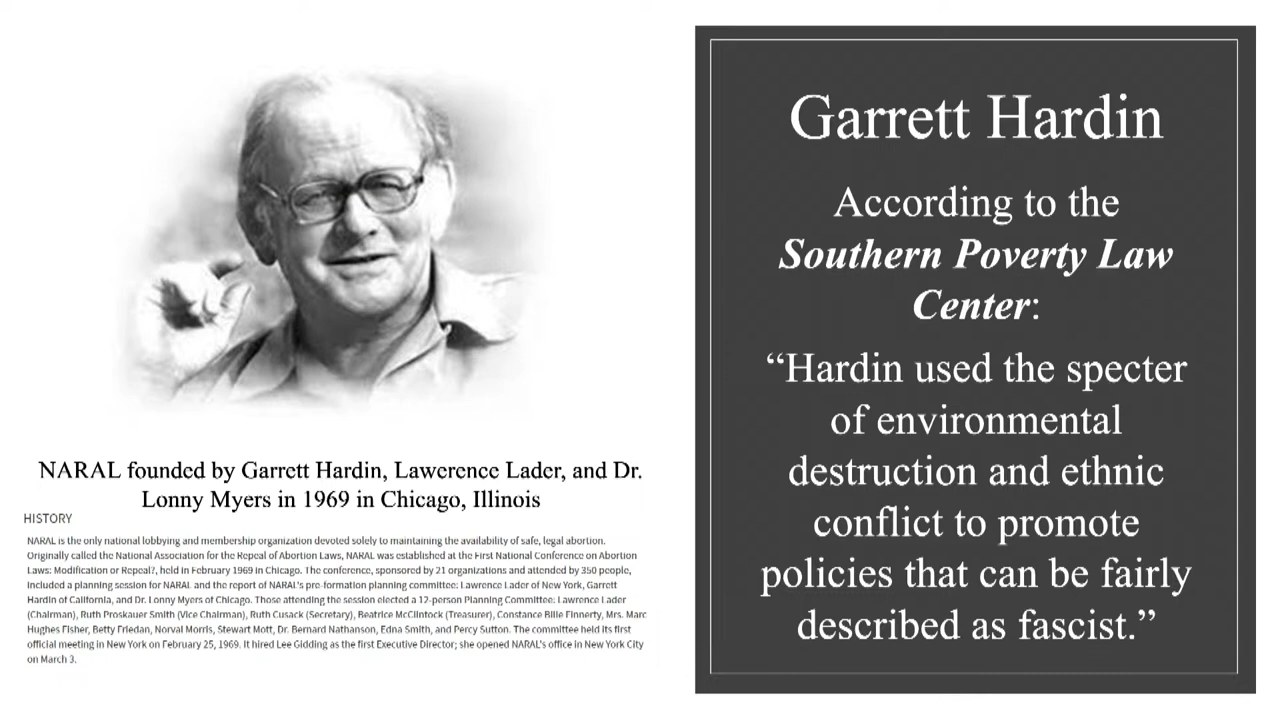 NARAL founded by Garrett Hardin, Lawerence Lader, and Dr.
Lonny Myers in 1969 in Chicago, Illinois
HISTORY
NARAL is the only national lobbying and membership organization devoted solely to maintaining the availability of safe, legal abortion.
Originally called the National Association for the Repeal of Abortion Laws, NARAL was established at the First National Conference on Abortion
Laws: Modification or Repeal?, held in February 1969 in Chicago. The conference, sponsored by 21 organizations and attended by 350 people,
included a planning session for NARAL and the report of NARAL's pre-formation planning committee: Lawrence Lader of New York, Garrett
Hardin of California, and Dr. Lonny Myers of Chicago. Those attending the session elected a 12-person Planning Committee: Lawrence Lader
(Chairman), Ruth Proskauer Smith (Vice Chairman), Ruth Cusack (Secretary), Beatrice McClintock (Treasurer), Constance Bille Finnerty, Mrs. Marc
Hughes Fisher, Betty Friedan, Norval Morris, Stewart Mott, Dr. Bernard Nathanson, Edna Smith, and Percy Sutton. The committee held its first
official meeting in New York on February 25, 1969. It hired Lee Gidding as the first Executive Director; she opened NARAL's office in New York City
on March 3.
Garrett Hardin
According to the
Southern Poverty Law
Center:
“Hardin used the specter
of environmental
destruction and ethnic
conflict to promote
policies that can be fairly
described as fascist.”